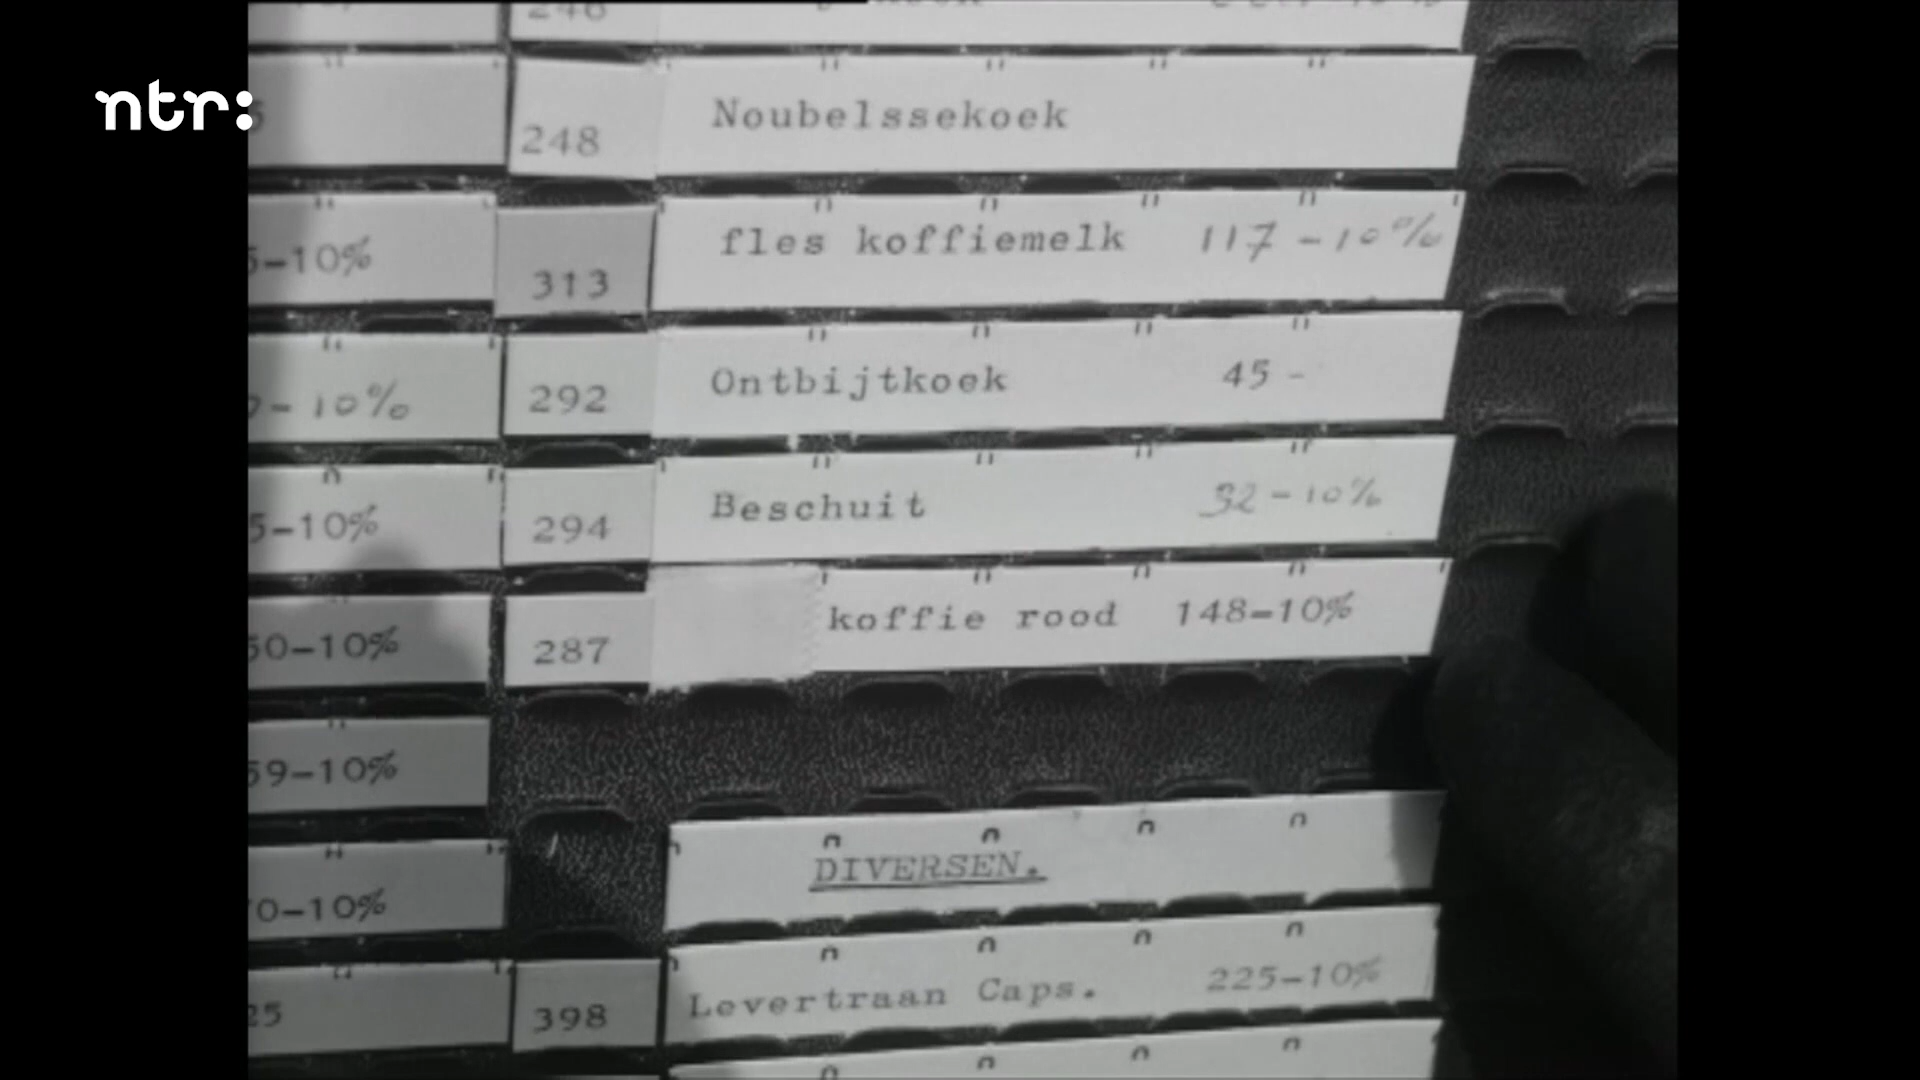 ntr:
248 Noubelssekoek
5-10% 313 fles koffiemelk 117-10%
-10% 292 Ontbijtkoek 45-
5-10% 294 Beschuit 32-10%
50-10% 287 koffie rood 148-10%
59-10%
DIVERSEN.
0-10%
25 398 Levertraan Caps. 225-10%